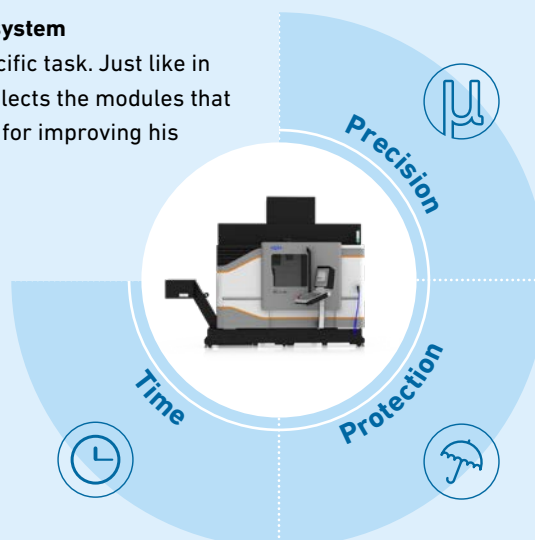 ystem
cific task. Just like in
lects the modules that
for improving his
μ
Precision
Time
Protection